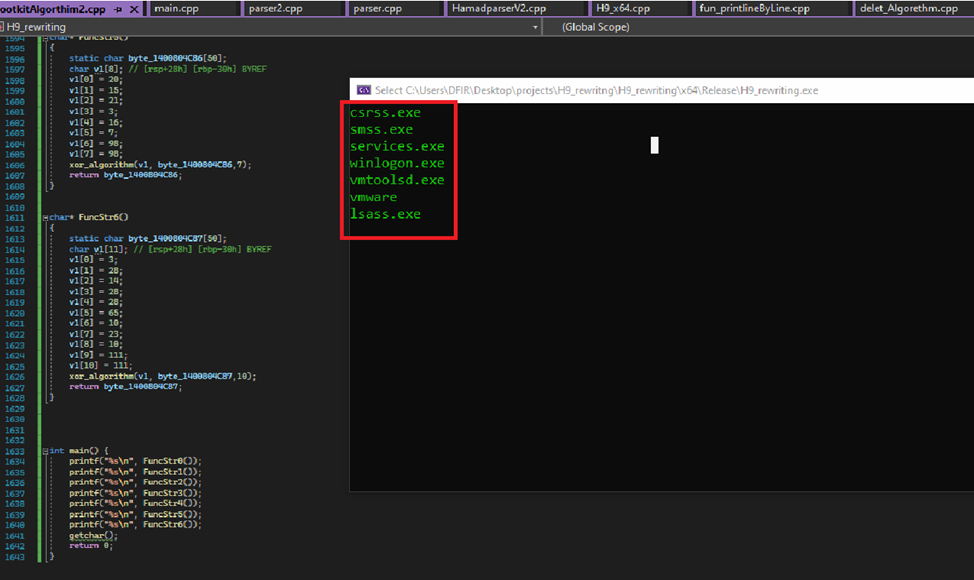 ootkitAlgorthim2.cpp
main.cpp
parser2.cpp
parser.cpp
HamadparserV2.cpp
H9_x64.cpp
fun_printlineByLine.cpp
delet_Algorethm.cpp
H9_rewriting
(Global Scope)
1594 char* FuncStr5()
1595 {
1596 static char byte_1400804C86[50];
1597 char v1[8]; // [rsp+28h] [rbp-30h] BYREF
1598 v1[0] = 20;
1599 v1[1] = 15;
1600 v1[2] = 21;
1601 v1[3] = 3;
1602 v1[4] = 16;
1603 v1[5] = 7;
1604 v1[6] = 98;
1605 v1[7] = 98;
1606 xor_algorithm(v1, byte_1400804C86,7);
1607 return byte_1400804C86;
1608 }
1609
1610
1611 char* FuncStr6()
1612 {
1613 static char byte_1400804C87[50];
1614 char v1[11]; // [rsp+28h] [rbp-30h] BYREF
1615 v1[0] = 3;
1616 v1[1] = 28;
1617 v1[2] = 14;
1618 v1[3] = 28;
1619 v1[4] = 28;
1620 v1[5] = 65;
1621 v1[6] = 10;
1622 v1[7] = 23;
1623 v1[8] = 10;
1624 v1[9] = 111;
1625 v1[10] = 111;
1626 xor_algorithm(v1, byte_1400804C87,10);
1627 return byte_1400804C87;
1628 }
1629
1630
1631
1632
1633 int main() {
1634 printf("%s\n", FuncStr0());
1635 printf("%s\n", FuncStr1());
1636 printf("%s\n", FuncStr2());
1637 printf("%s\n", FuncStr3());
1638 printf("%s\n", FuncStr4());
1639 printf("%s\n", FuncStr5());
1640 printf("%s\n", FuncStr6());
1641 getchar();
1642 return 0;
1643 }
Select C:\Users\DFIR\Desktop\projects\H9_rewritng\H9_rewriting\x64\Release\H9_rewriting.exe
csrss.exe
smss.exe
services.exe
winlogon.exe
vmtoolsd.exe
vmware
lsass.exe